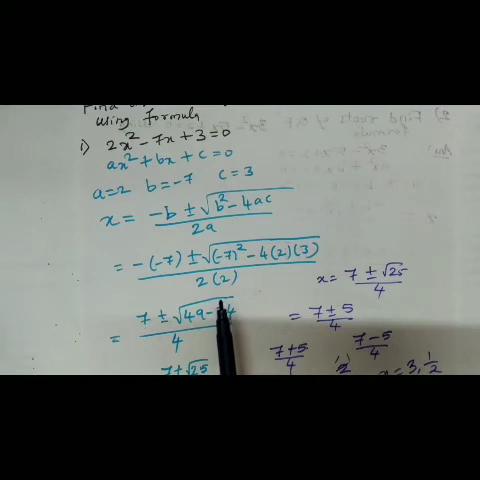 Find
using formula
i) 2x² - 7x + 3 = 0
ax² + bx + c = 0
a=2 b=-7 c=3
x = -b ± √b² - 4ac / 2a
= -(-7) ± √(-7)² - 4(2)(3) / 2(2)
= 7 ± √49 - 4 / 4
7 ± √25
x = 7 ± √25 / 4
= 7 ± 5 / 4
7+5 / 4 7-5 / 4
x = 3, 1/2